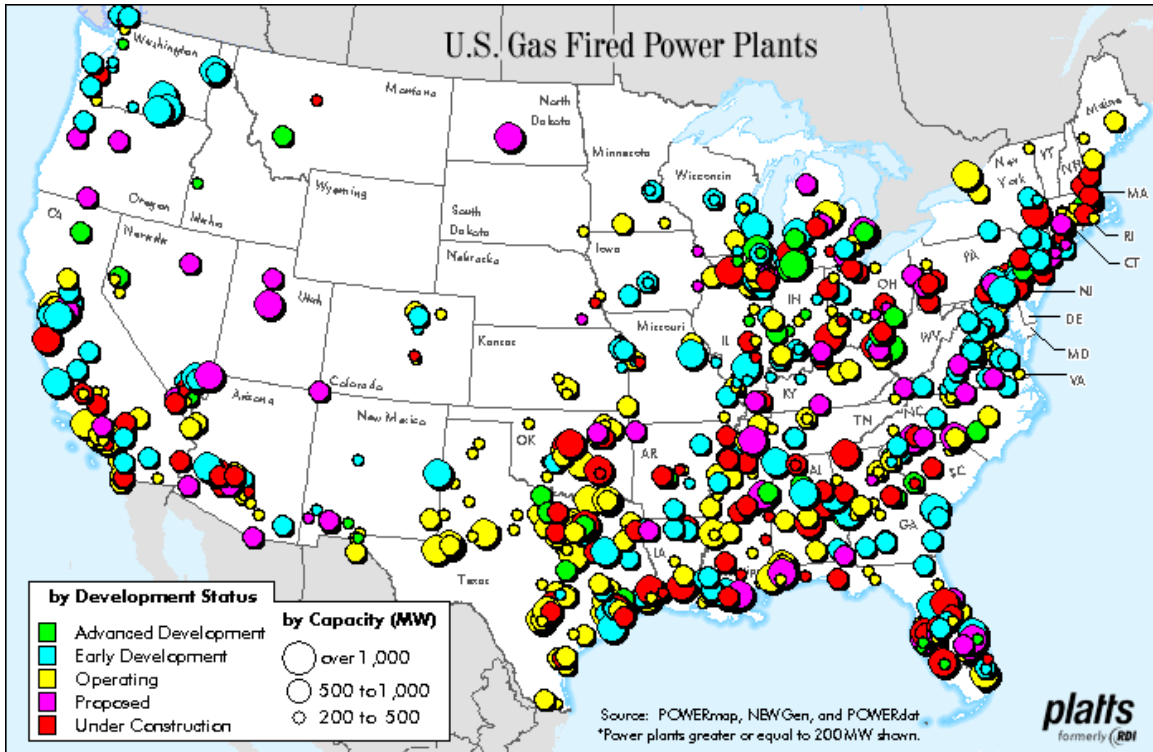 U.S. Gas Fired Power Plants
Washington
Montana
North
Dakota
Minnesota
Maine
Wisconsin
New
York
VT
NH
MA
Oregon
Idaho
Wyoming
South
Dakota
CA
Nevada
Iowa
RI
Nebraska
PA
CT
Utah
OH
IN
NJ
Missouri
IL
WV
DE
Kansas
MD
Colorado
KY
VA
Arizona
New Mexico
OK
TN
NC
AR
AL
SC
GA
LA
Texas
by Development Status
Advanced Development
Early Development
Operating
Proposed
Under Construction
by Capacity (MW)
over 1,000
500 to 1,000
200 to 500
Source: POWERmap, NEWGen, and POWERdat
*Power plants greater or equal to 200MW shown.
platts
formerly RDI